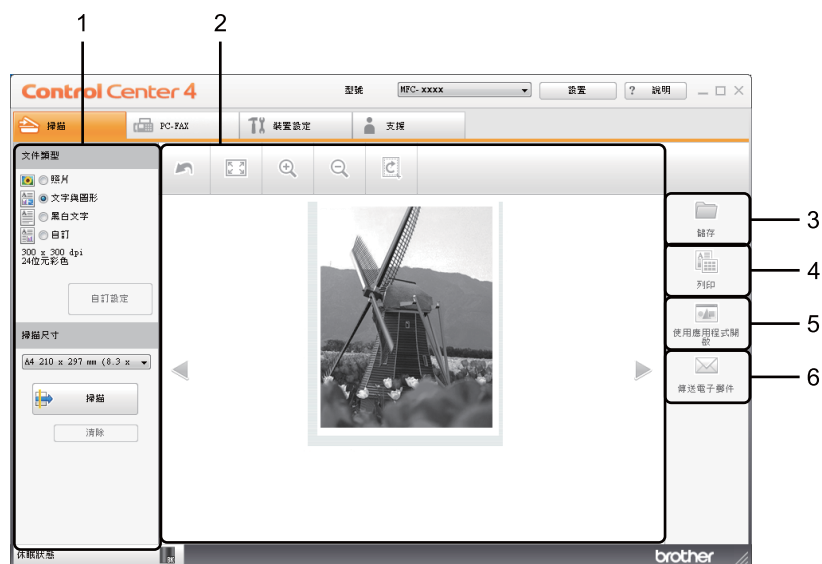 1
2
ControlCenter 4
型號
MFC-xxxx
設置
? 說明
掃描
PC-FAX
裝置設定
支援
文件類型
照片
文字與圖形
黑白文字
自訂
300 x 300 dpi
24位元彩色
自訂設定
掃描尺寸
A4 210 x 297 mm (8.3 x
掃描
清除
儲存
3
列印
4
使用應用程式開
啟
5
傳送電子郵件
6
休眠狀態
BK
brother